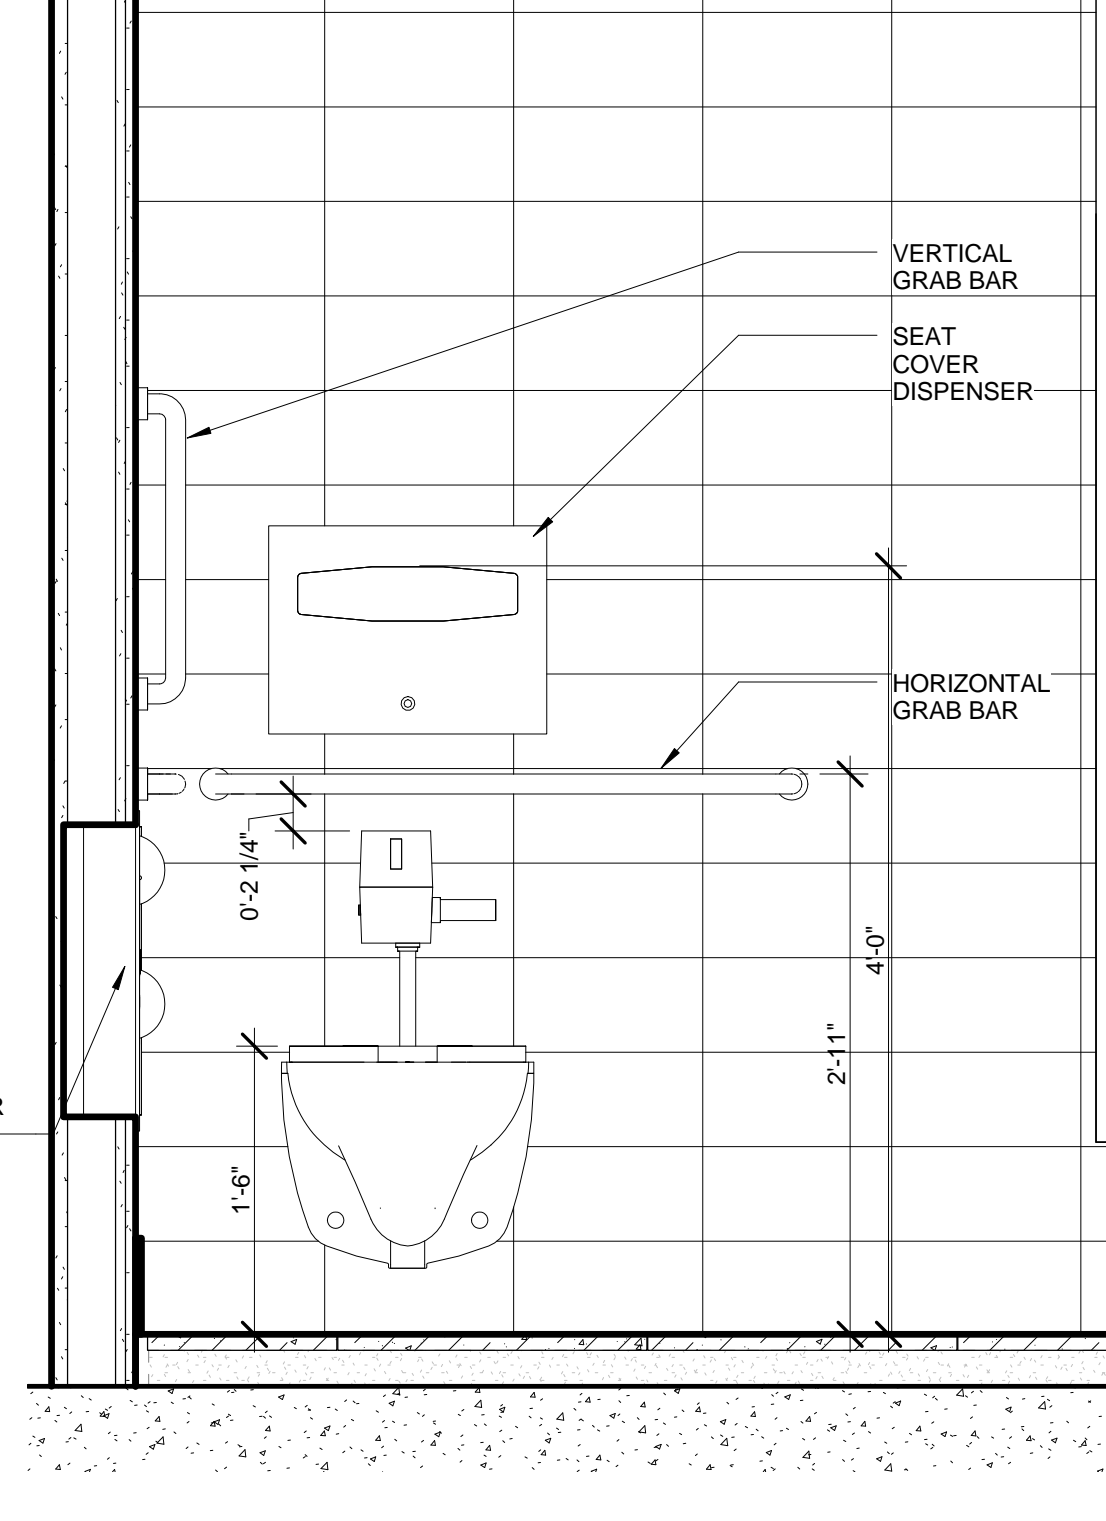 VERTICAL
GRAB BAR
SEAT
COVER
DISPENSER
HORIZONTAL
GRAB BAR
0'-2 1/4"
4'-0"
2'-11"
R
1'-6"